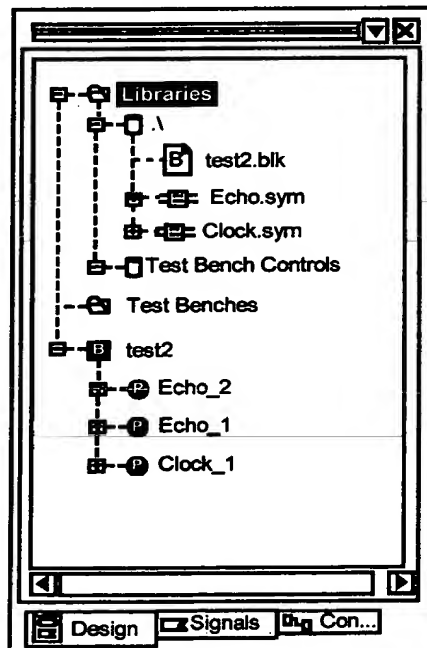 Libraries
.\
B test2.blk
Echo.sym
Clock.sym
Test Bench Controls
Test Benches
B test2
P Echo_2
P Echo_1
P Clock_1
Design Signals Con...